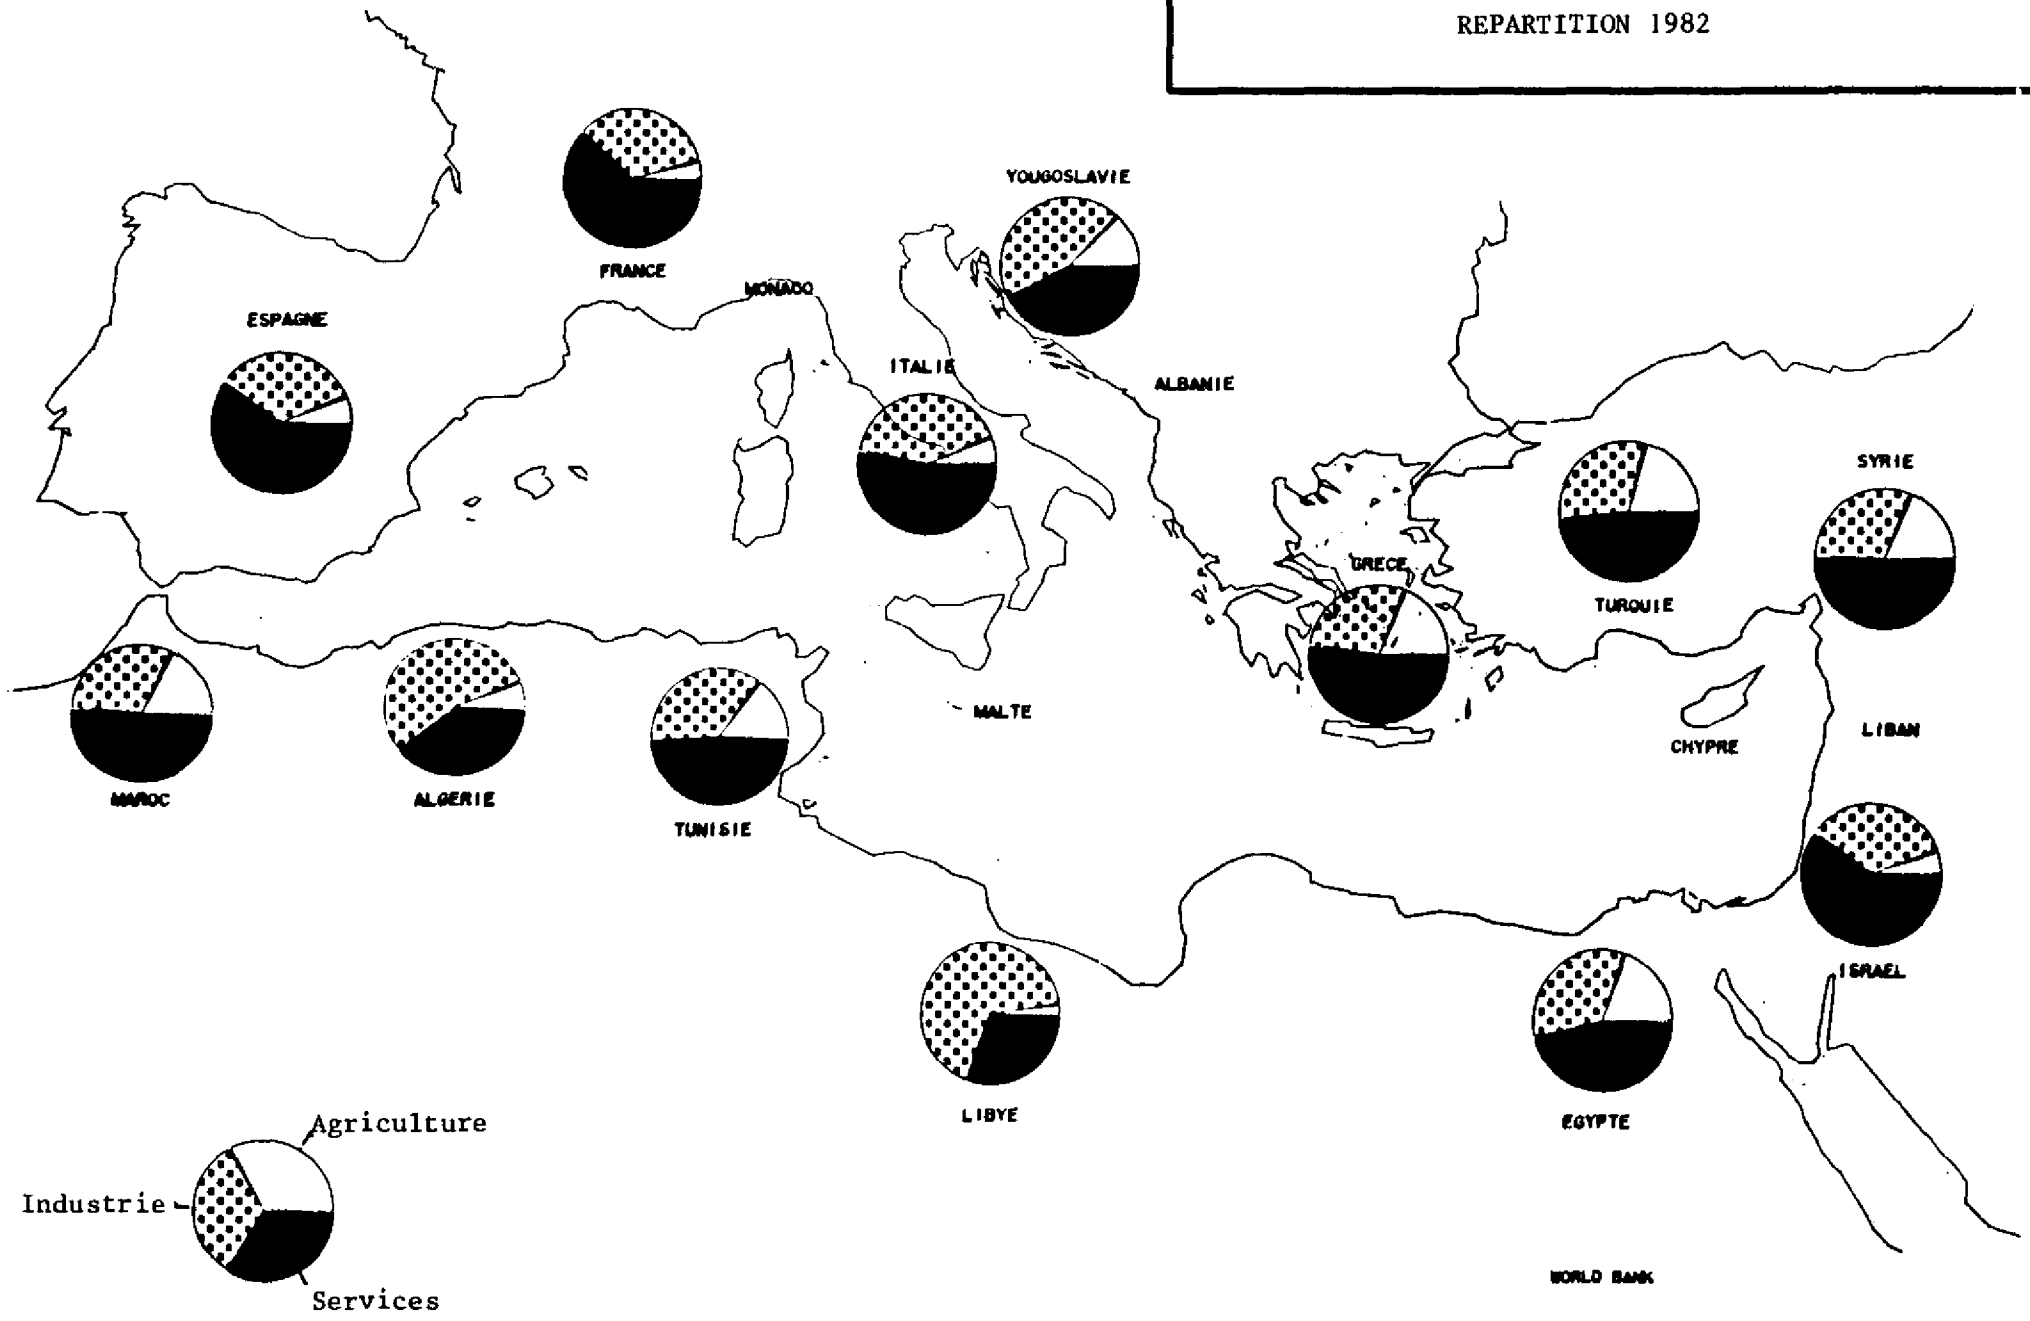 REPARTITION 1982
YOUGOSLAVIE
FRANCE
MONACO
ESPAGNE
ITALIE
ALBANIE
SYRIE
GRECE
TURQUIE
MALTE
LIBAN
CHYPRE
MAROC
ALGERIE
TUNISIE
ISRAEL
LIBYE
EGYPTE
Agriculture
Industrie
Services
WORLD BANK